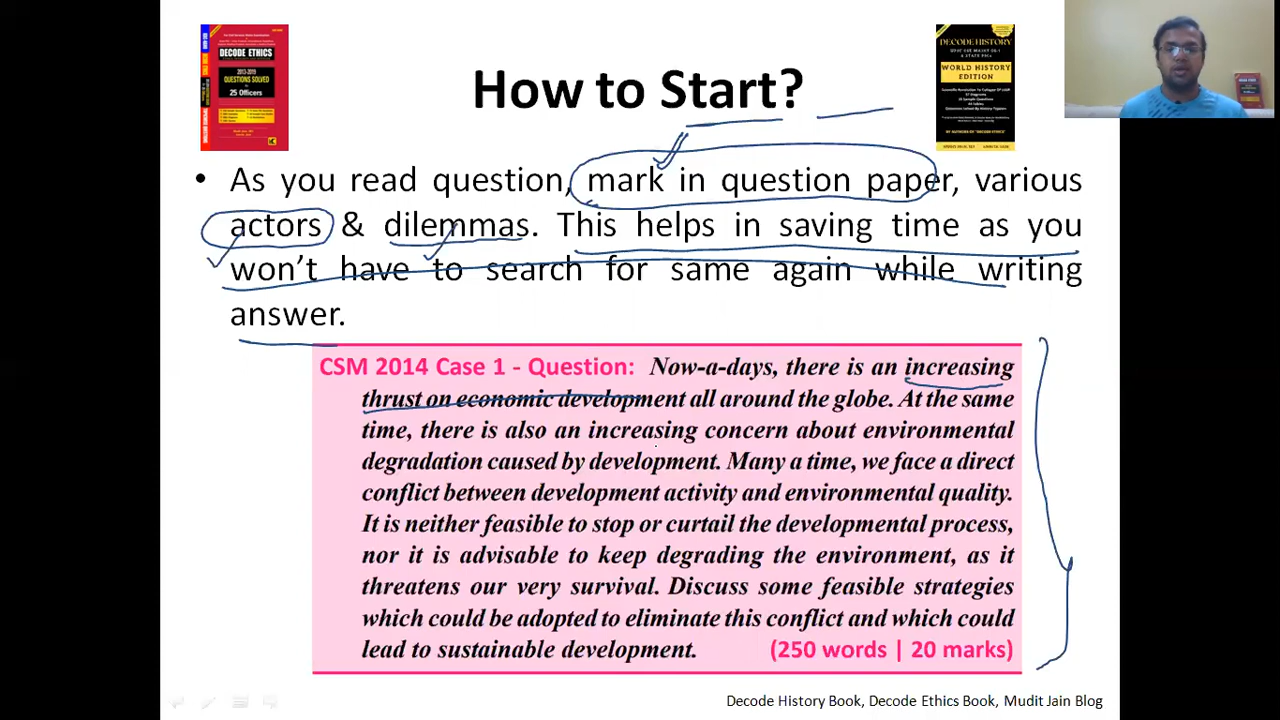 How to Start?
DECODE ETHICS
2013-2019
QUESTIONS SOLVED
25 Officers
DECODE HISTORY
WORLD HISTORY
EDITION
• As you read question, mark in question paper, various
actors & dilemmas. This helps in saving time as you
won't have to search for same again while writing
answer.
CSM 2014 Case 1 - Question: Now-a-days, there is an increasing
thrust on economic development all around the globe. At the same
time, there is also an increasing concern about environmental
degradation caused by development. Many a time, we face a direct
conflict between development activity and environmental quality.
It is neither feasible to stop or curtail the developmental process,
nor it is advisable to keep degrading the environment, as it
threatens our very survival. Discuss some feasible strategies
which could be adopted to eliminate this conflict and which could
lead to sustainable development. (250 words | 20 marks)
Decode History Book, Decode Ethics Book, Mudit Jain Blog